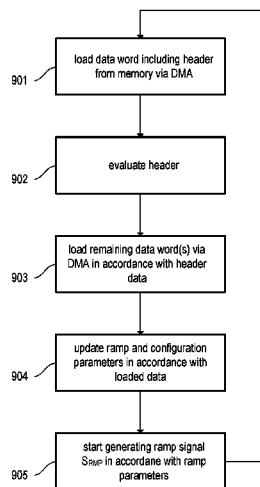 load data word including header
from memory via DMA
901
evaluate header
902
load remaining data word(s) via
DMA in accordance with header
data
903
update ramp and configuration
parameters in accordance with
loaded data
904
start generating ramp signal
SRMP in accordane with ramp
parameters
905